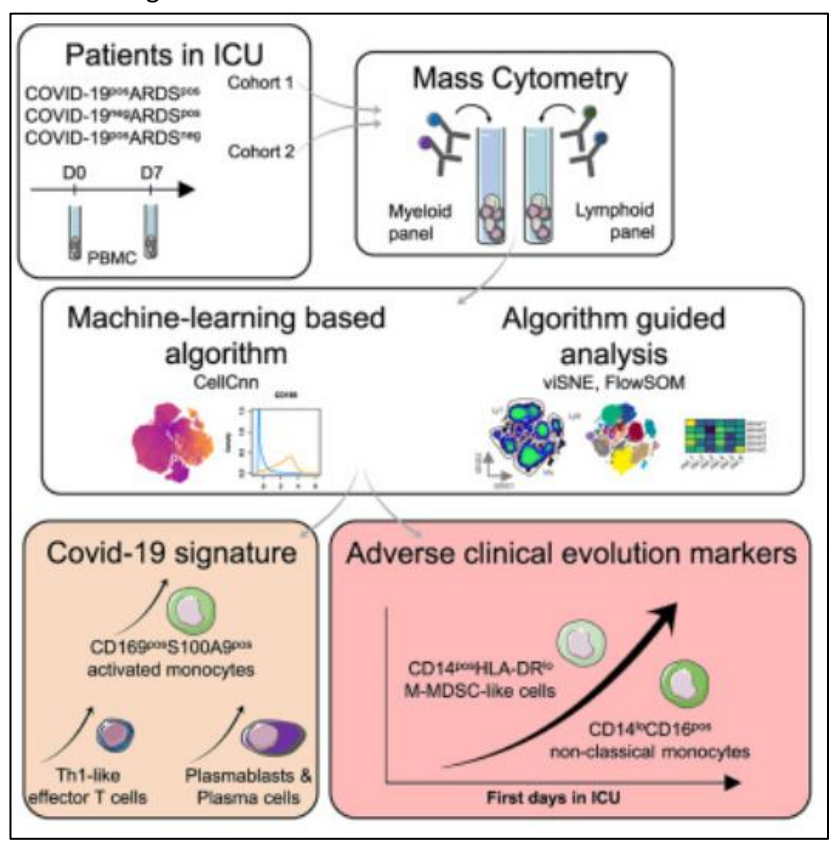 Patients in ICU
COVID-19posARDSpos
COVID-19negARDSpos
COVID-19posARDSneg
Cohort 1
Cohort 2
D0 D7
PBMC
Mass Cytometry
Myeloid
panel
Lymphoid
panel
Machine-learning based
algorithm
CellCnn
CD169
Algorithm guided
analysis
viSNE, FlowSOM
Covid-19 signature
CD169posS100A9pos
activated monocytes
Th1-like
effector T cells
Plasmablasts &
Plasma cells
Adverse clinical evolution markers
CD14posHLA-DRlo
M-MDSC-like cells
CD14loCD16pos
non-classical monocytes
First days in ICU